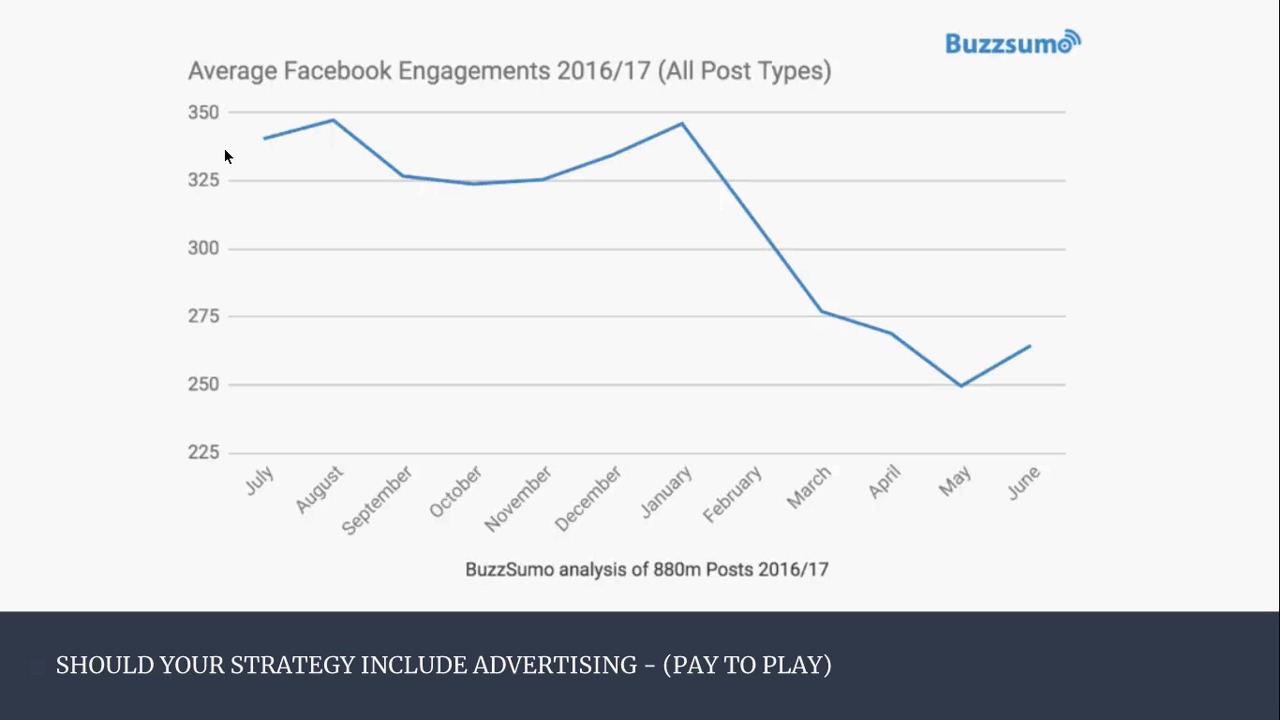 Buzzsumo
Average Facebook Engagements 2016/17 (All Post Types)
350
325
300
275
250
225
July
August
September
October
November
December
January
February
March
April
May
June
BuzzSumo analysis of 880m Posts 2016/17
SHOULD YOUR STRATEGY INCLUDE ADVERTISING – (PAY TO PLAY)